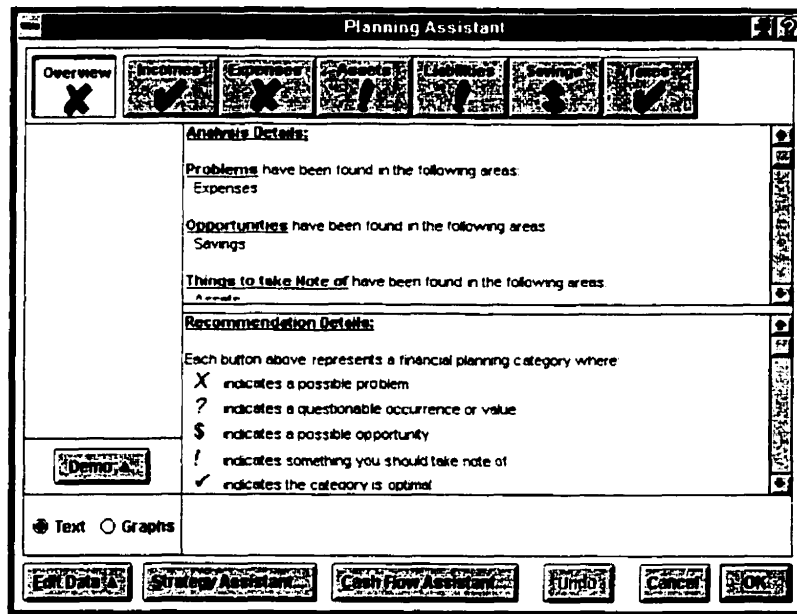 Planning Assistant
Overview Incomes Expenses Assets Liabilities Savings Taxes
Analysis Details:
Problems have been found in the following areas:
Expenses
Opportunities have been found in the following areas
Savings
Things to take Note of have been found in the following areas.
Assets
Recommendation Details:
Each button above represents a financial planning category where:
X indicates a possible problem
? indicates a questionable occurrence or value
$ indicates a possible opportunity
! indicates something you should take note of
✓ indicates the category is optimal
Demo ▲
Text Graphs
Edit Data ▲ Strategy Assistant... Cash Flow Assistant... Undo Cancel OK